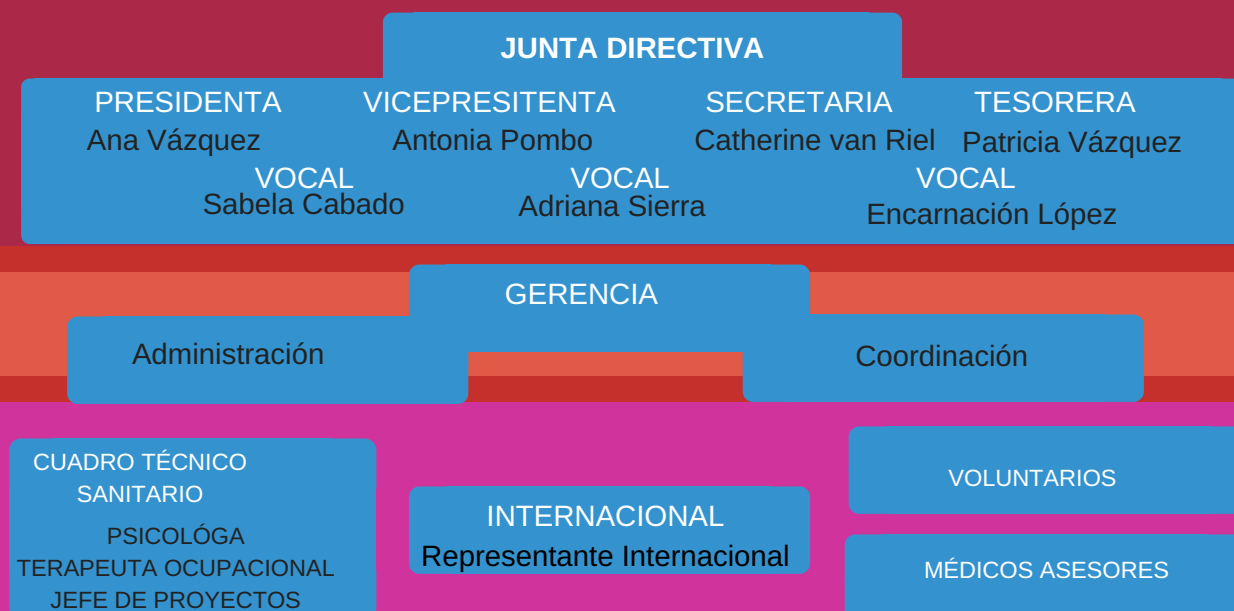 JUNTA DIRECTIVA
PRESIDENTA VICEPRESITENTA SECRETARIA TESORERA
Ana Vázquez Antonia Pombo Catherine van Riel Patricia Vázquez
VOCAL VOCAL VOCAL
Sabela Cabado Adriana Sierra Encarnación López
GERENCIA
Administración Coordinación
CUADRO TÉCNICO
SANITARIO
PSICOLÓGA
TERAPEUTA OCUPACIONAL
JEFE DE PROYECTOS
INTERNACIONAL
Representante Internacional
VOLUNTARIOS
MÉDICOS ASESORES